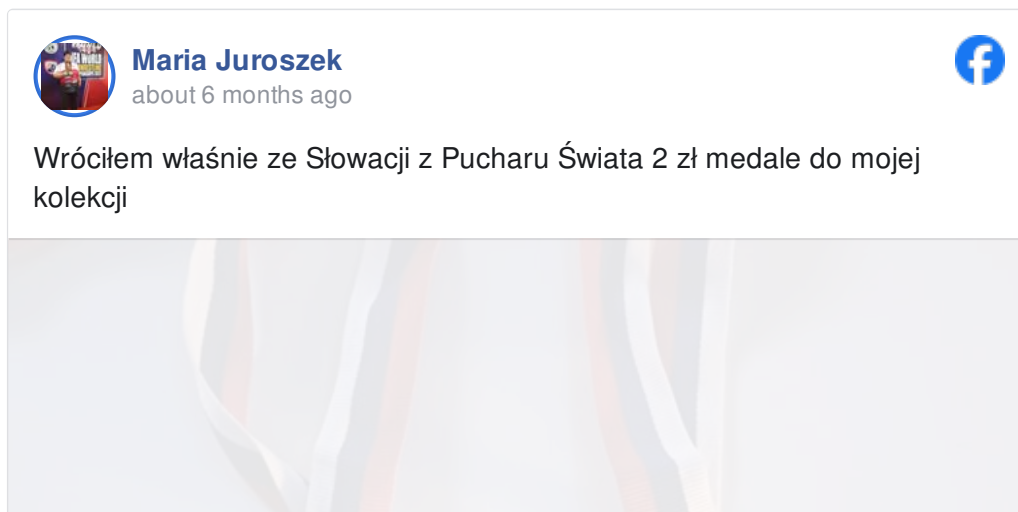 Maria Juroszek
about 6 months ago
Wróciłem właśnie ze Słowacji z Pucharu Świata 2 zł medale do mojej
kolekcji